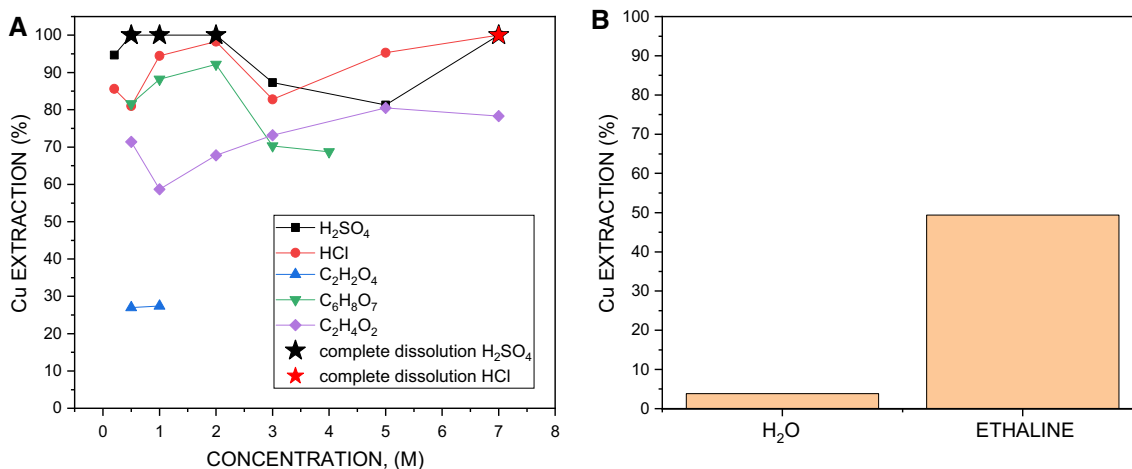 A
Cu EXTRACTION (%)
100
90
80
70
60
50
40
30
20
10
0
H₂SO₄
HCl
C₂H₂O₄
C₆H₈O₇
C₂H₄O₂
complete dissolution H₂SO₄
complete dissolution HCl
0 1 2 3 4 5 6 7 8
CONCENTRATION, (M)
B
Cu EXTRACTION (%)
100
90
80
70
60
50
40
30
20
10
0
H₂O ETHALINE